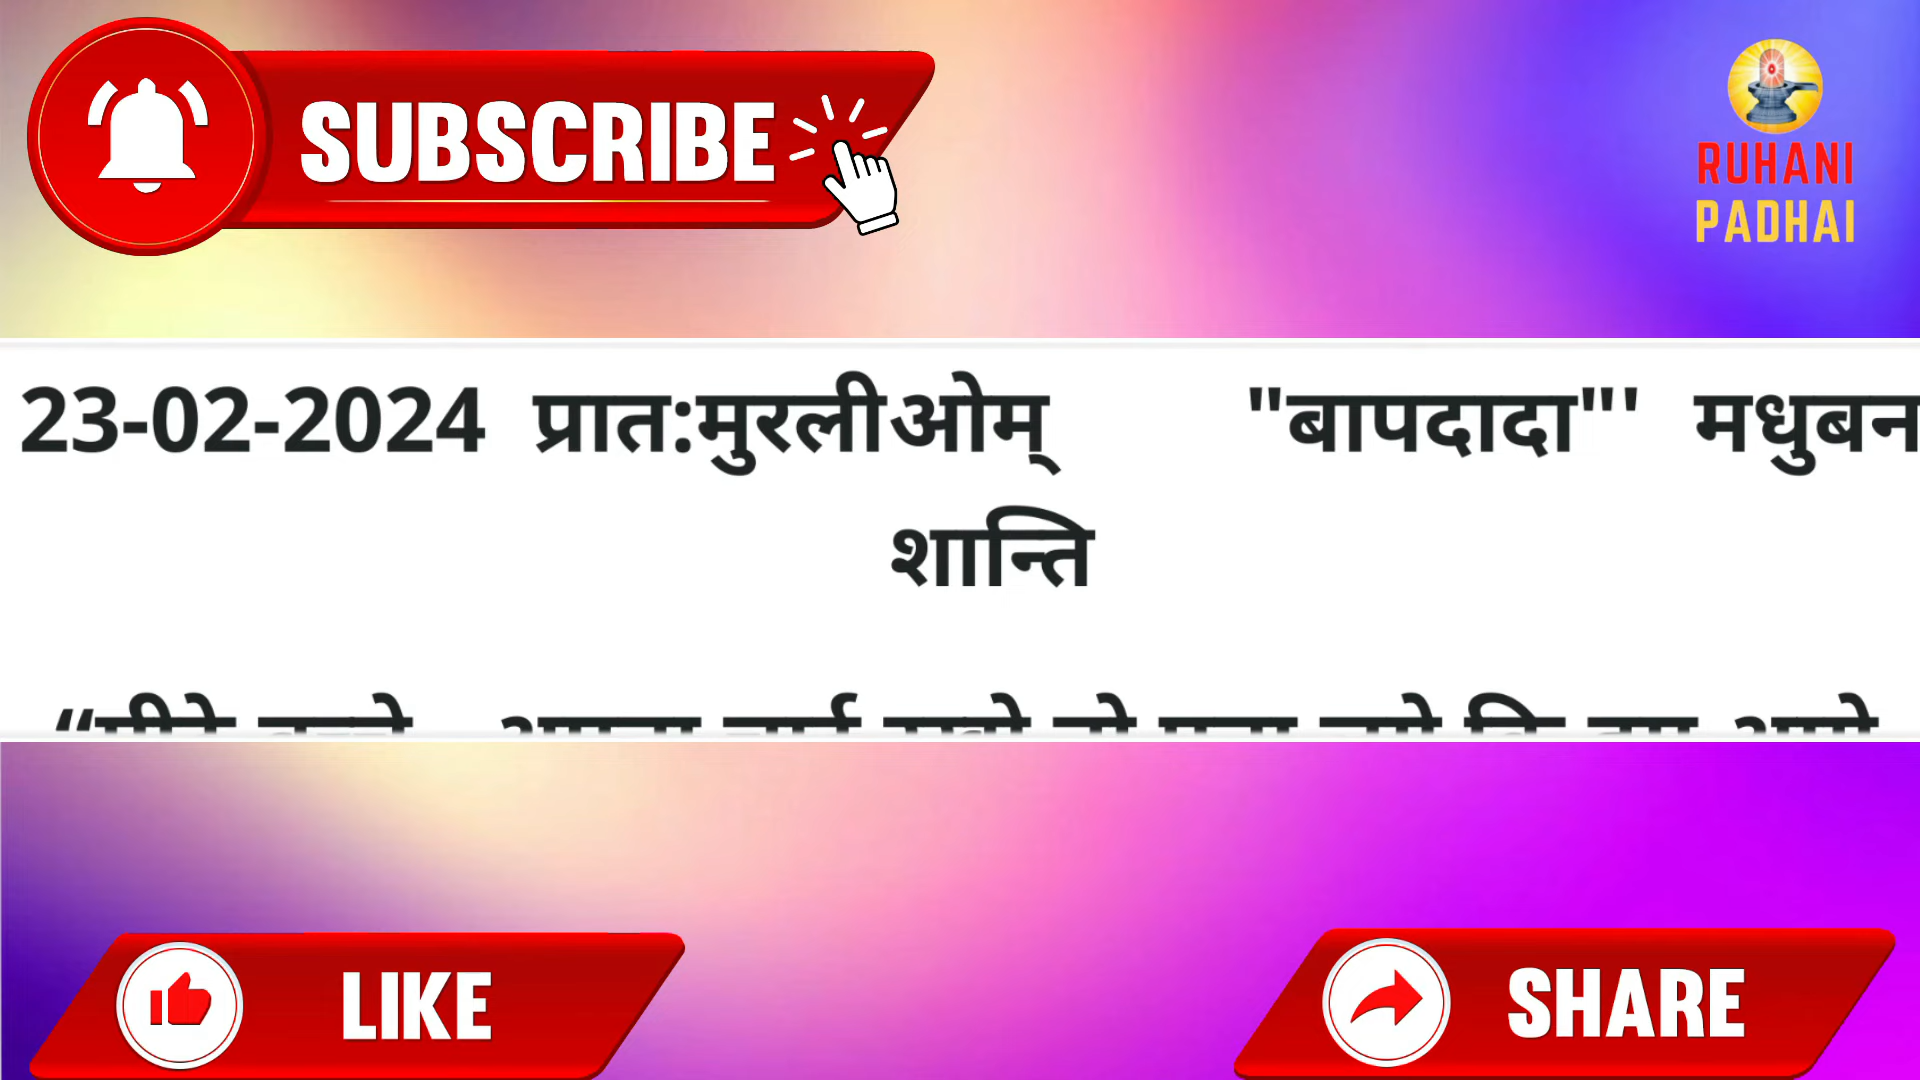 SUBSCRIBE
RUHANI
PADHAI
23-02-2024 प्रात:मुरलीओम् "बापदादा"' मधुबन
शान्ति
LIKE
SHARE